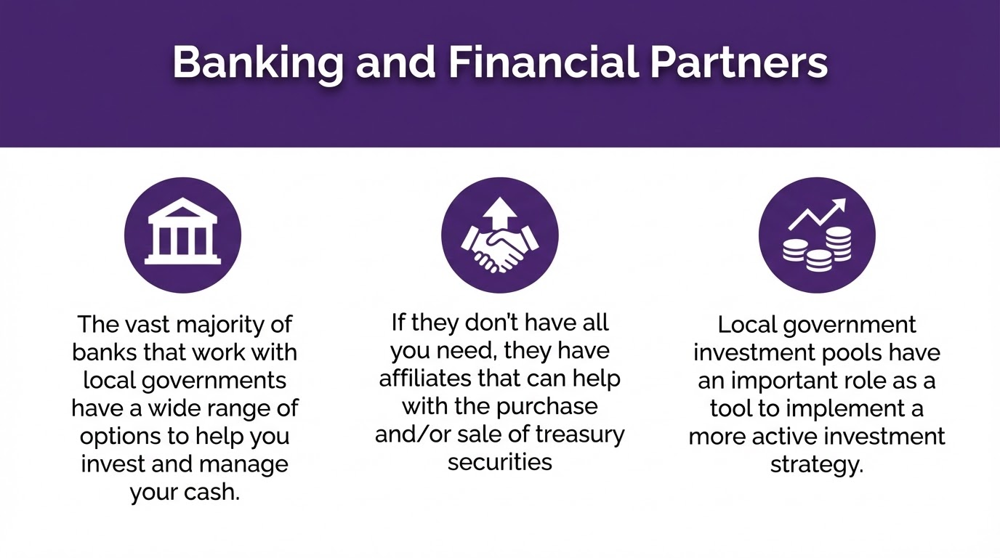 Banking and Financial Partners
The vast majority of
banks that work with
local governments
have a wide range of
options to help you
invest and manage
your cash.
If they don’t have all
you need, they have
affiliates that can help
with the purchase
and/or sale of treasury
securities
Local government
investment pools have
an important role as a
tool to implement a
more active investment
strategy.